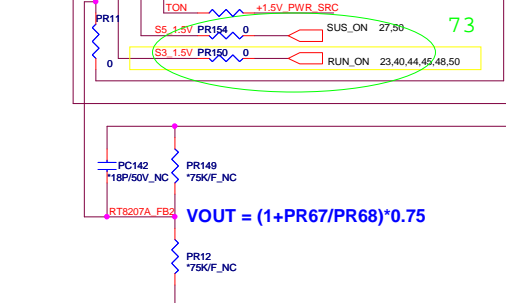 TON
+1.5V_PWR_SRC
PR11
S5_1.5V PR154 0
SUS_ON 27,50
73
S3_1.5V PR150 0
RUN_ON 23,40,44,45,48,50
0
PC142
*18P/50V_NC
PR149
*75K/F_NC
RT8207A_FB2
VOUT = (1+PR67/PR68)*0.75
PR12
*75K/F_NC